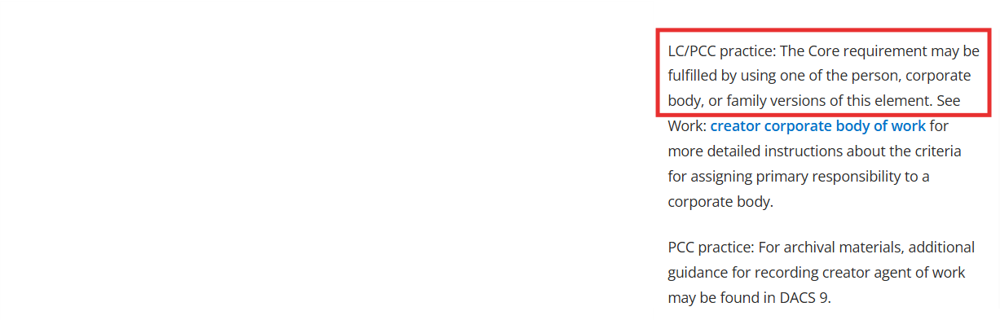 LC/PCC practice: The Core requirement may be
fulfilled by using one of the person, corporate
body, or family versions of this element. See
Work: creator corporate body of work for
more detailed instructions about the criteria
for assigning primary responsibility to a
corporate body.
PCC practice: For archival materials, additional
guidance for recording creator agent of work
may be found in DACS 9.